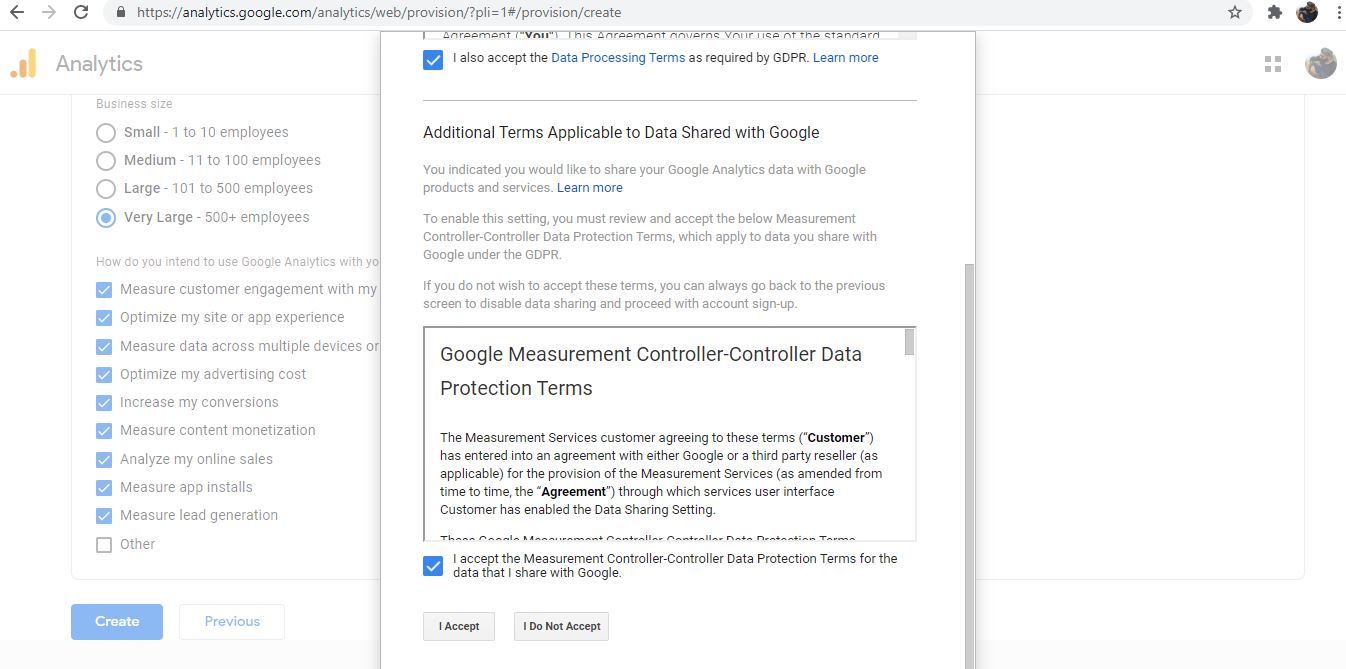 https://analytics.google.com/analytics/web/provision/?pli=1#/provision/create
Analytics
Business size
Small - 1 to 10 employees
Medium - 11 to 100 employees
Large - 101 to 500 employees
Very Large - 500+ employees
How do you intend to use Google Analytics with yo
Measure customer engagement with my
Optimize my site or app experience
Measure data across multiple devices or
Optimize my advertising cost
Increase my conversions
Measure content monetization
Analyze my online sales
Measure app installs
Measure lead generation
Other
Create
Previous
Agreement ("You"). This Agreement governs Your use of the standard
I also accept the Data Processing Terms as required by GDPR. Learn more
Additional Terms Applicable to Data Shared with Google
You indicated you would like to share your Google Analytics data with Google
products and services. Learn more
To enable this setting, you must review and accept the below Measurement
Controller-Controller Data Protection Terms, which apply to data you share with
Google under the GDPR.
If you do not wish to accept these terms, you can always go back to the previous
screen to disable data sharing and proceed with account sign-up.
Google Measurement Controller-Controller Data
Protection Terms
The Measurement Services customer agreeing to these terms (“Customer”)
has entered into an agreement with either Google or a third party reseller (as
applicable) for the provision of the Measurement Services (as amended from
time to time, the “Agreement”) through which services user interface
Customer has enabled the Data Sharing Setting.
These Google Measurement Controller-Controller Data Protection Terms
I accept the Measurement Controller-Controller Data Protection Terms for the
data that I share with Google.
I Accept
I Do Not Accept